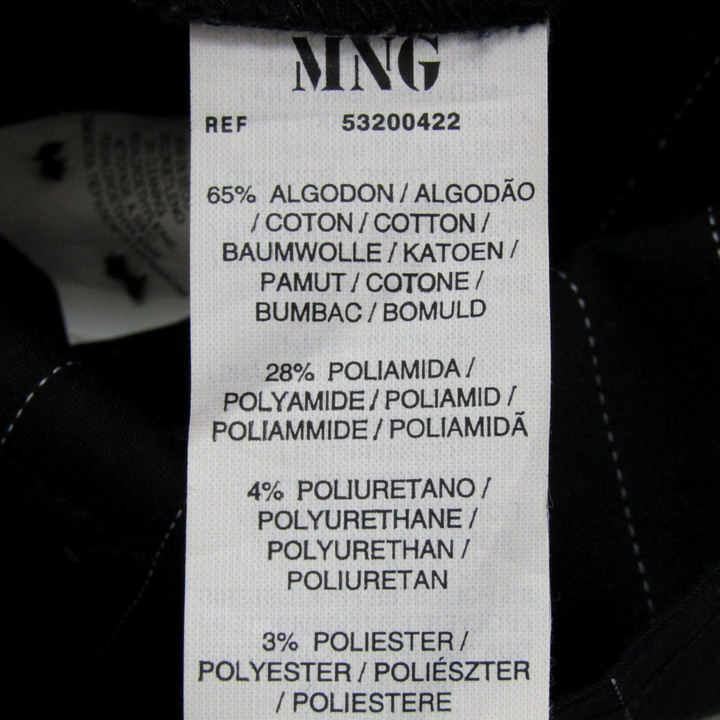 MNG
REF 53200422
65% ALGODON / ALGODÃO
/ COTON / COTTON /
BAUMWOLLE / KATOEN /
PAMUT / COTONE /
BUMBAC / BOMULD
28% POLIAMIDA /
POLYAMIDE / POLIAMID /
POLIAMMIDE / POLIAMIDÃ
4% POLIURETANO /
POLYURETHANE /
POLYURETHAN /
POLIURETAN
3% POLIESTER /
POLYESTER / POLIÉSZTER
/ POLIESTERE